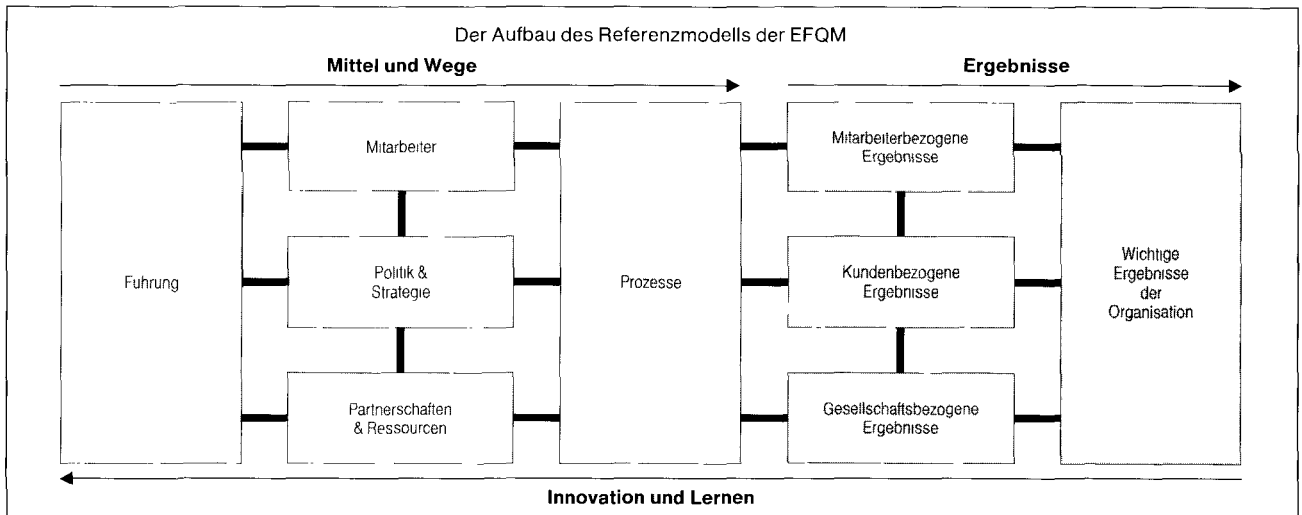 Der Aufbau des Referenzmodells der EFQM
Mittel und Wege
Ergebnisse
Führung
Mitarbeiter
Politik &
Strategie
Partnerschaften
& Ressourcen
Prozesse
Mitarbeiterbezogene
Ergebnisse
Kundenbezogene
Ergebnisse
Gesellschaftsbezogene
Ergebnisse
Wichtige
Ergebnisse
der
Organisation
Innovation und Lernen